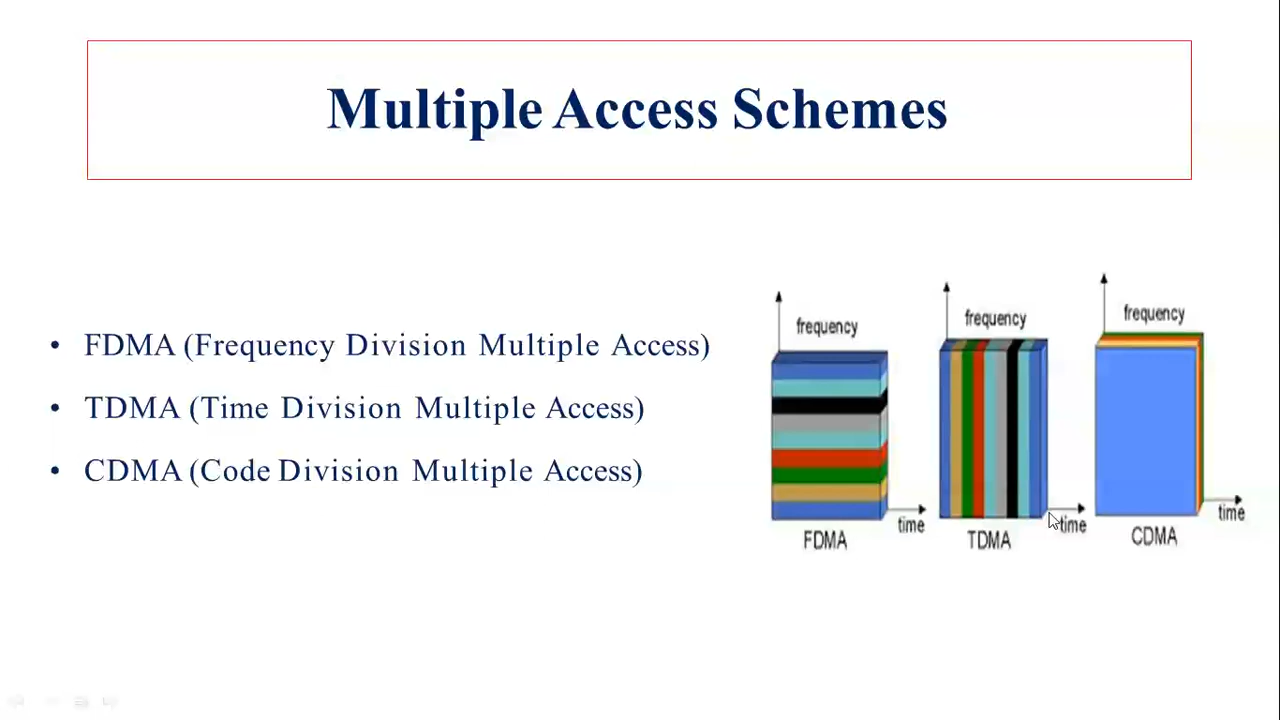 Multiple Access Schemes
• FDMA (Frequency Division Multiple Access)
• TDMA (Time Division Multiple Access)
• CDMA (Code Division Multiple Access)
frequency
time
FDMA
frequency
time
TDMA
frequency
time
CDMA